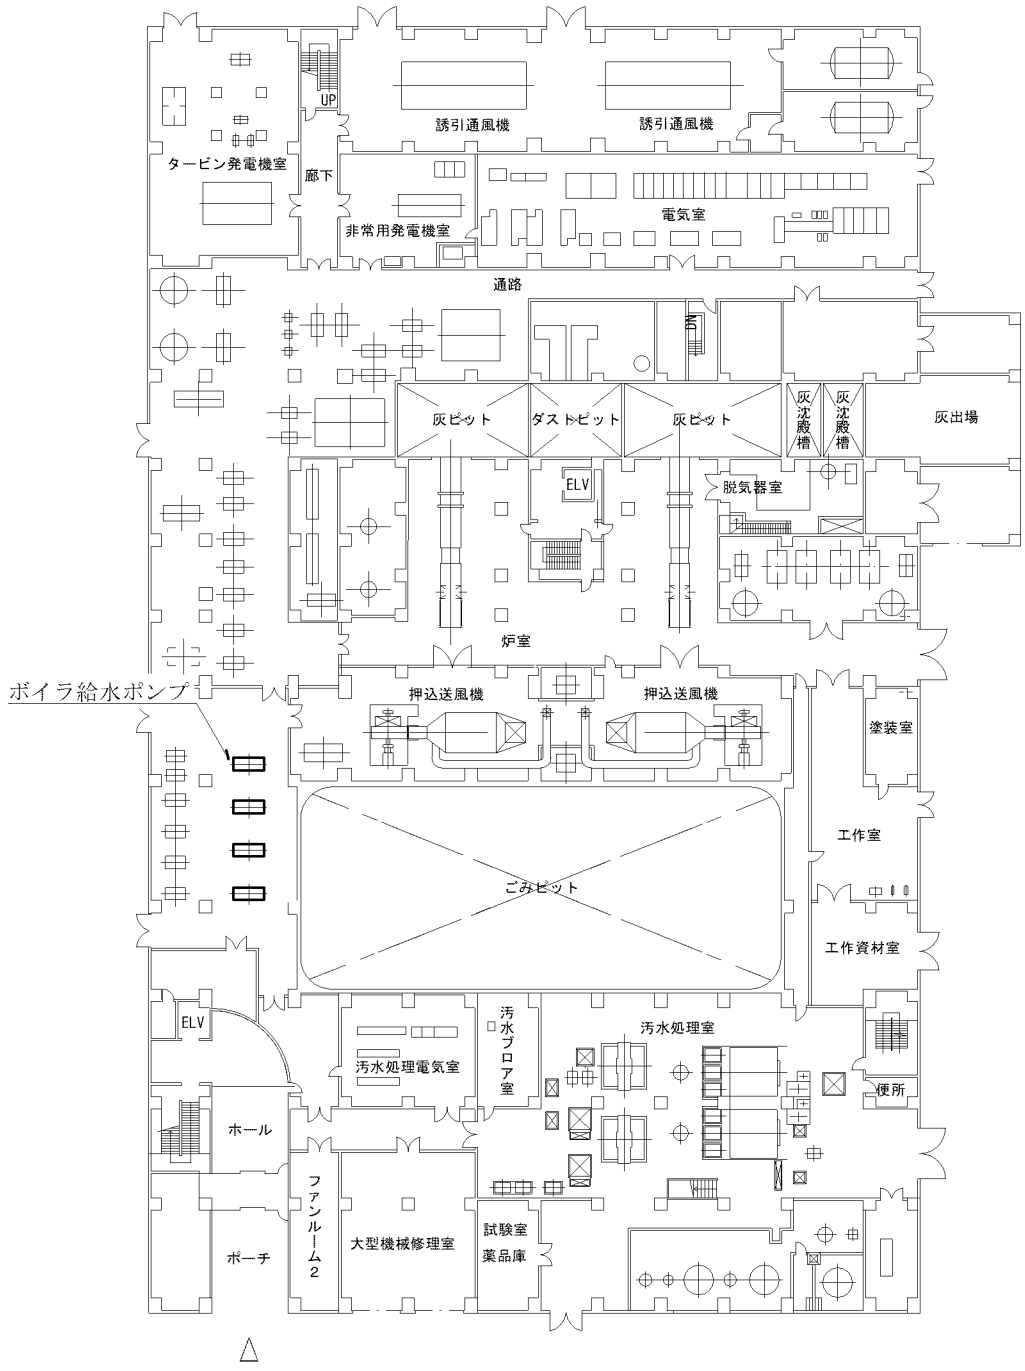 UP
誘引通風機
誘引通風機
タービン発電機室
廊下
非常用発電機室
電気室
通路
DN
灰ピット
ダストピット
灰ピット
灰沈殿槽
灰沈殿槽
灰出場
ELV
脱気器室
炉室
ボイラ給水ポンプ
押込送風機
押込送風機
塗装室
工作室
ごみピット
工作資材室
ELV
汚水ブロア室
汚水処理室
汚水処理電気室
便所
ホール
ファンルーム2
大型機械修理室
試験室
薬品庫
ポーチ